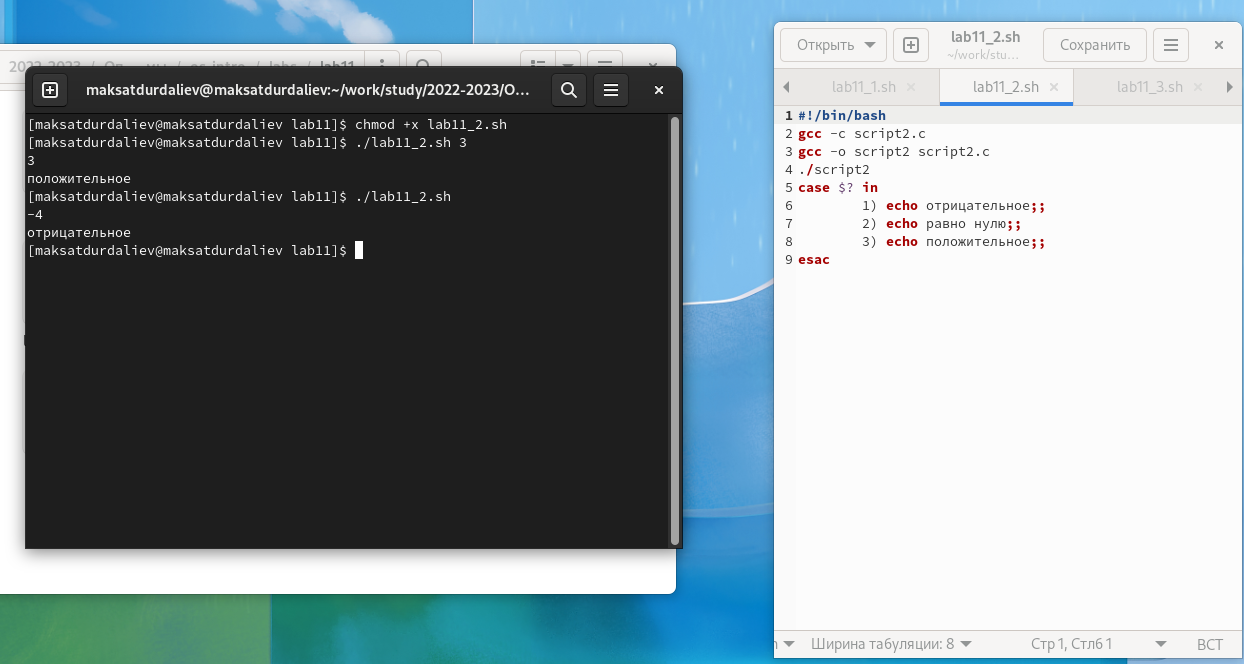 2022-2023 / Оп
os-intro / labs / lab11
maksatdurdaliev@maksatdurdaliev:~/work/study/2022-2023/O…
[maksatdurdaliev@maksatdurdaliev lab11]$ chmod +x lab11_2.sh
[maksatdurdaliev@maksatdurdaliev lab11]$ ./lab11_2.sh 3
3
положительное
[maksatdurdaliev@maksatdurdaliev lab11]$ ./lab11_2.sh
-4
отрицательное
[maksatdurdaliev@maksatdurdaliev lab11]$
Открыть
lab11_2.sh
~/work/stu…
Сохранить
lab11_1.sh
lab11_2.sh
lab11_3.sh
1 #!/bin/bash
2 gcc -c script2.c
3 gcc -o script2 script2.c
4 ./script2
5 case $? in
6 1) echo отрицательное;;
7 2) echo равно нулю;;
8 3) echo положительное;;
9 esac
Ширина табуляции: 8
Стр 1, Стлб 1
ВСТ